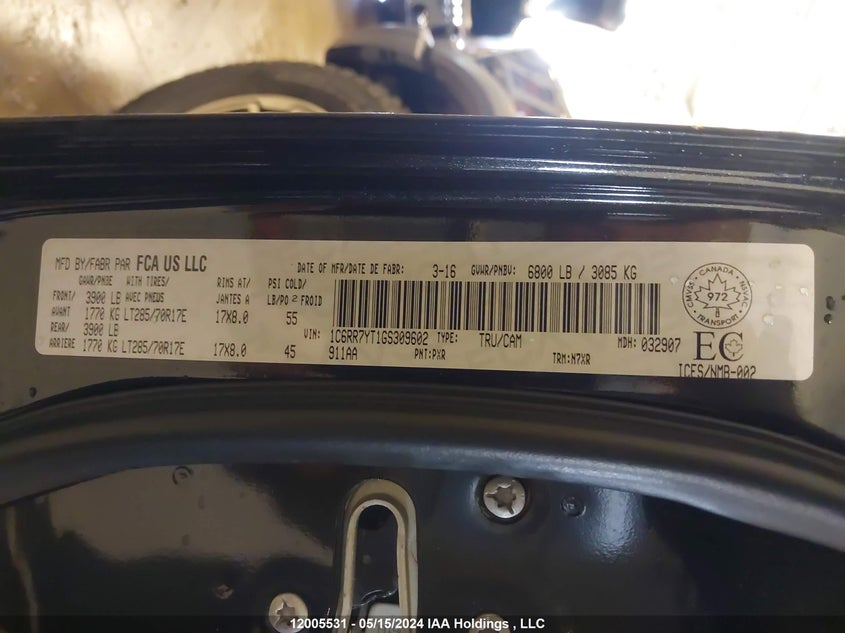 MFD BY/FABR PAR FCA US LLC
DATE OF MFR/DATE DE FABR: 3-16 GVWR/PNBV: 6800 LB / 3085 KG
GAWR/PNBE WITH TIRES/ RIMS AT/ PSI COLD/
FRONT/ 3900 LB AVEC PNEUS JANTES A LB/PO² FROID
AVANT 1770 KG LT285/70R17E 17X8.0 55
REAR/ 3900 LB
ARRIERE 1770 KG LT285/70R17E 17X8.0 45
VIN: 1C6RR7YT1GS309602 TYPE: TRU/CAM MDH: 032907
911AA PNT: PXR TRM: N7XR
CANADA
CMVSS NSVAC
972
TRANSPORT
EC
ICES/NMB-002
12005531 - 05/15/2024 IAA Holdings , LLC